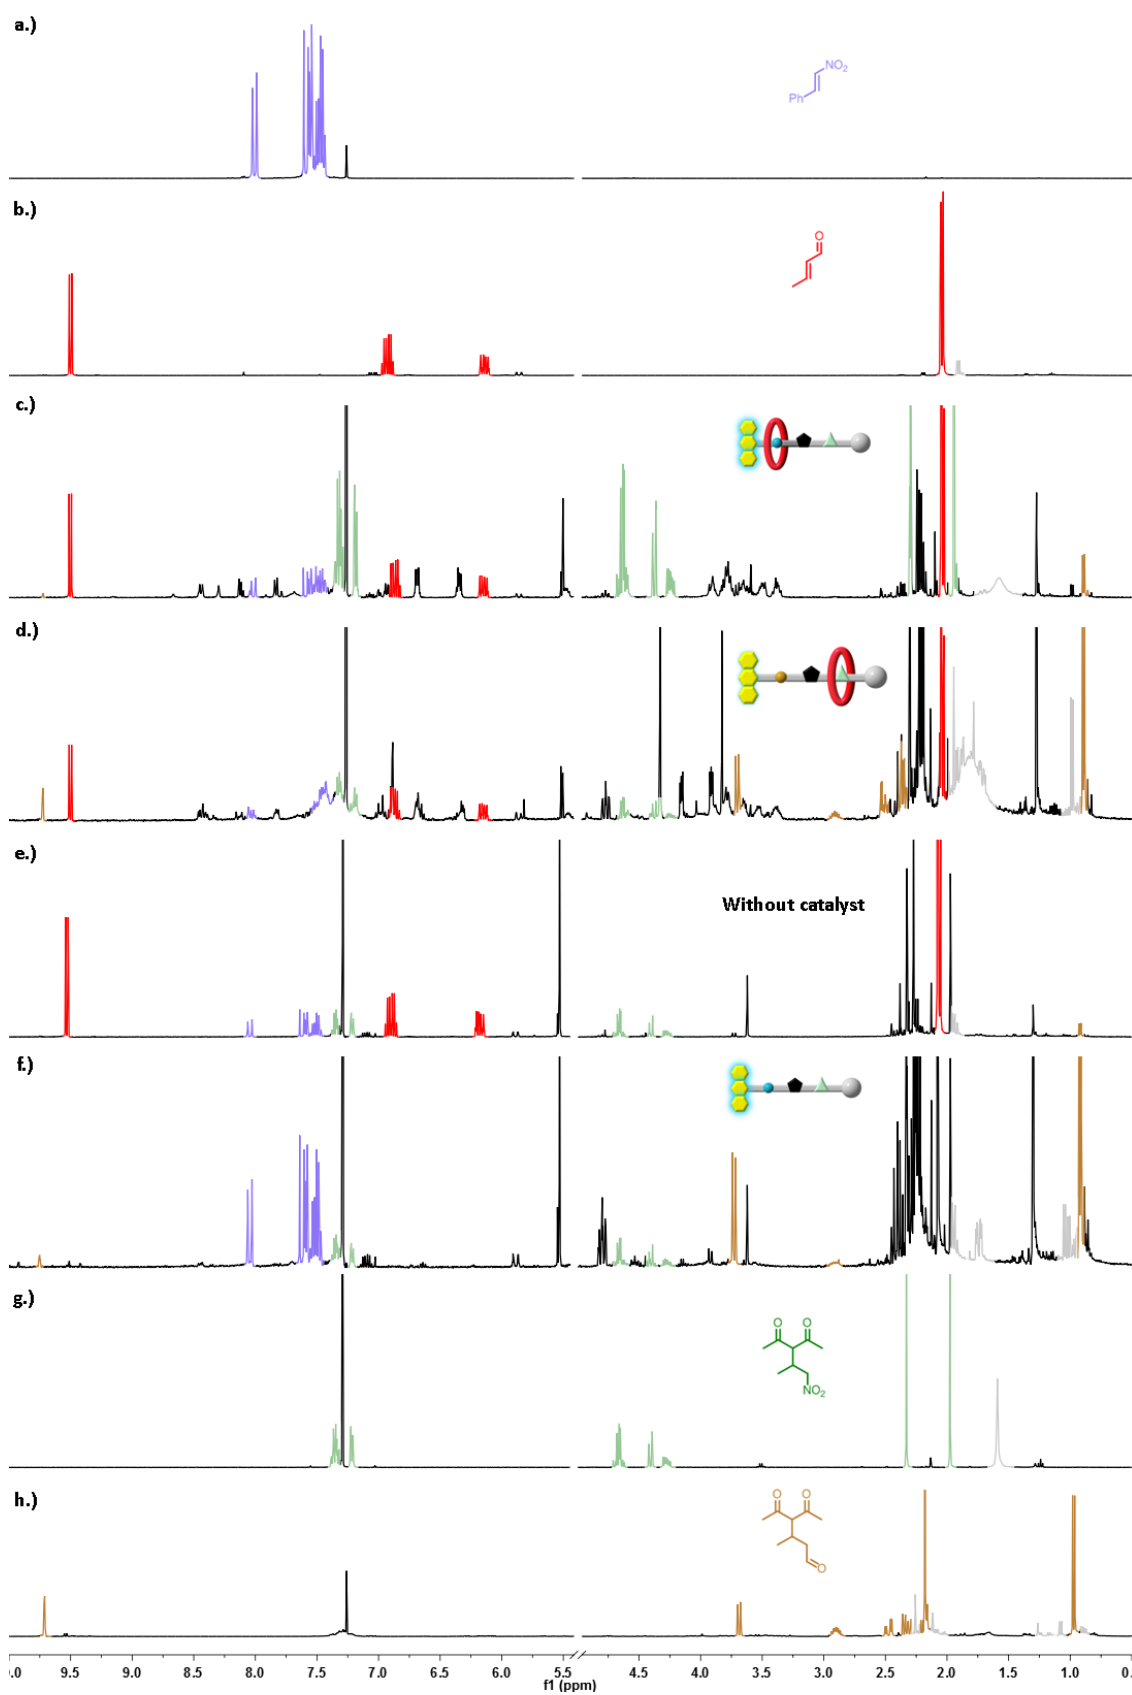 a.)
NO2
Ph
b.)
O
c.)
d.)
e.)
Without catalyst
f.)
g.)
O O
NO2
h.)
O O
O
.0 9.5 9.0 8.5 8.0 7.5 7.0 6.5 6.0 5.5 4.5 4.0 3.5 3.0 2.5 2.0 1.5 1.0 0.
f1 (ppm)